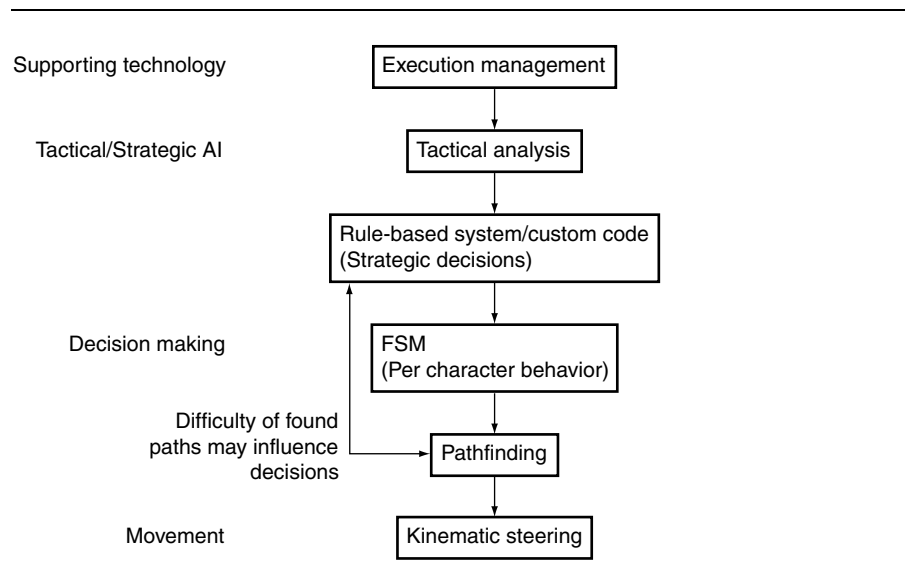 Supporting technology
Execution management
Tactical/Strategic AI
Tactical analysis
Rule-based system/custom code
(Strategic decisions)
Decision making
FSM
(Per character behavior)
Difficulty of found
paths may influence
decisions
Pathfinding
Movement
Kinematic steering